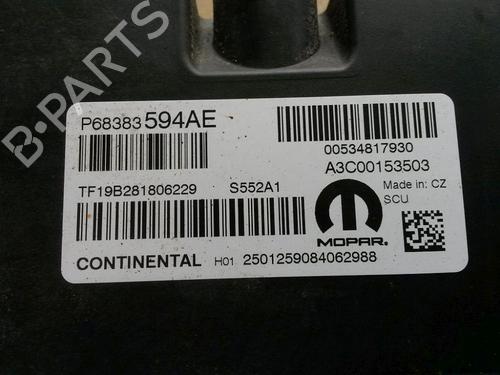 P68383594AE
00534817930
A3C00153503
TF19B281806229 S552A1
Made in: CZ
SCU
MOPAR.
CONTINENTAL H01 2501259084062988
B-PARTS